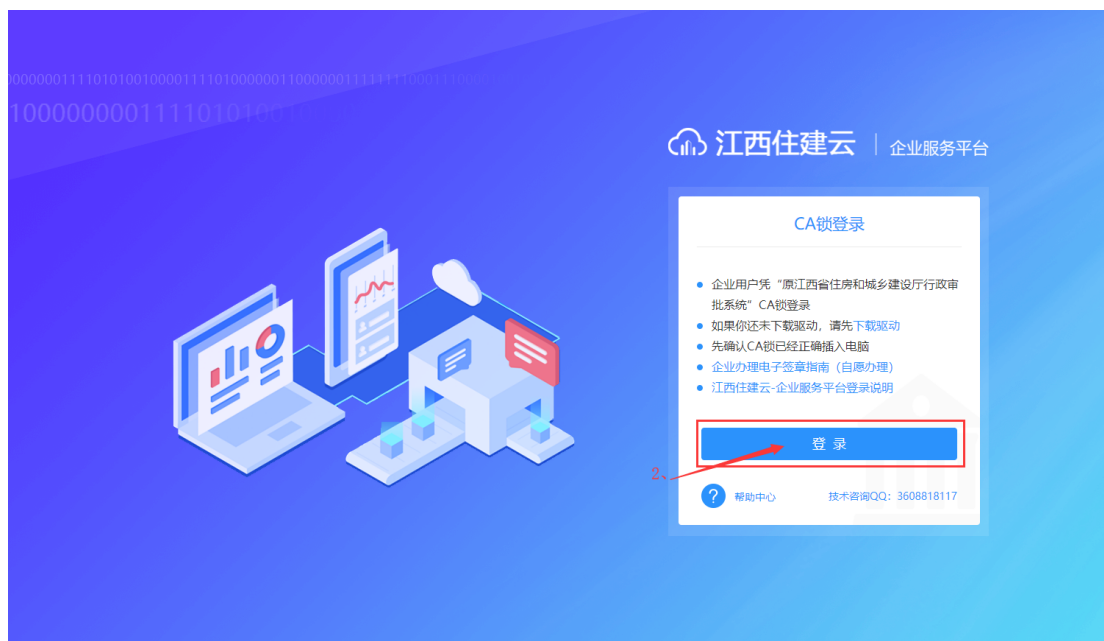 江西住建云 企业服务平台
CA锁登录
企业用户凭“原江西省住房和城乡建设厅行政审
批系统”CA锁登录
如果你还未下载驱动，请先下载驱动
先确认CA锁已经正确插入电脑
企业办理电子签章指南（自愿办理）
江西住建云-企业服务平台登录说明
登 录
2、
? 帮助中心 技术咨询QQ：3608818117